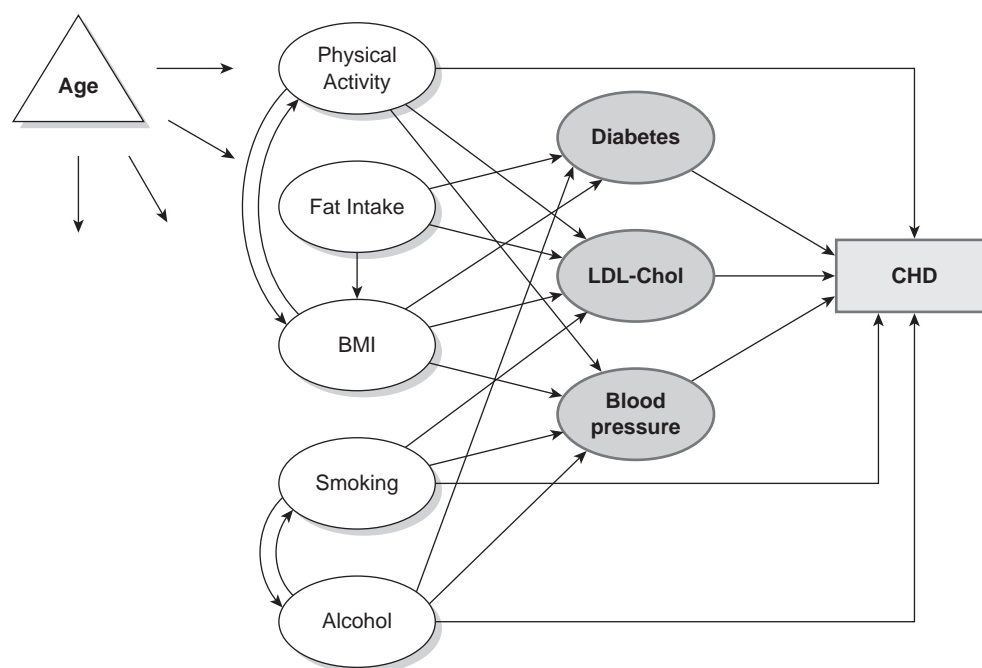 Age
Physical
Activity
Diabetes
Fat Intake
LDL-Chol
CHD
BMI
Blood
pressure
Smoking
Alcohol